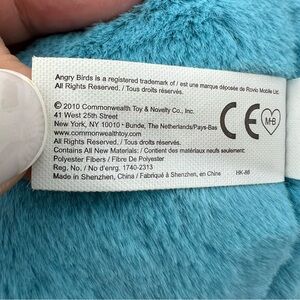 Angry Birds is a registered trademark of / est une marque déposée de Rovio Mobile Ltd.
All Rights Reserved. / Tous droits réservés.
© 2010 Commonwealth Toy & Novelty Co., Inc.
41 West 25th Street
New York, NY 10010 • Bunde, The Netherlands/Pays-Bas
www.commonwealthtoy.com
All Rights Reserved. / Tous droits réservés.
Contains All New Materials: / Contient des matériaux neufs seulement:
Polyester Fibers / Fibre De Polyester
Reg. No. / No d'enrg. 1740-2313
Made in Shenzhen, China / Fabriqué à Shenzhen, en Chine
HK-88
CE
M•B